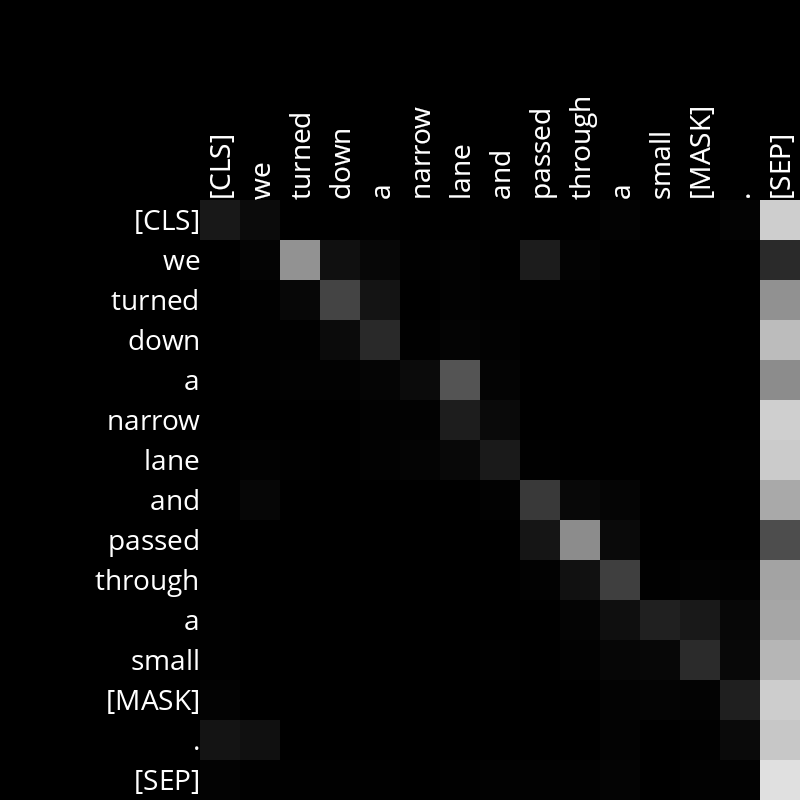 [CLS] we turned down a narrow lane and passed through a small [MASK] . [SEP]
[CLS]
we
turned
down
a
narrow
lane
and
passed
through
a
small
[MASK]
.
[SEP]